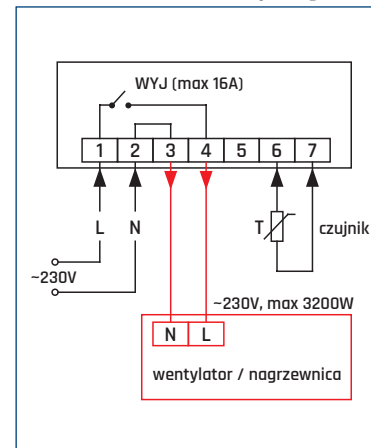 WYJ (max 16A)
1 2 3 4 5 6 7
L N T czujnik
~230V
~230V, max 3200W
N L
wentylator / nagrzewnica